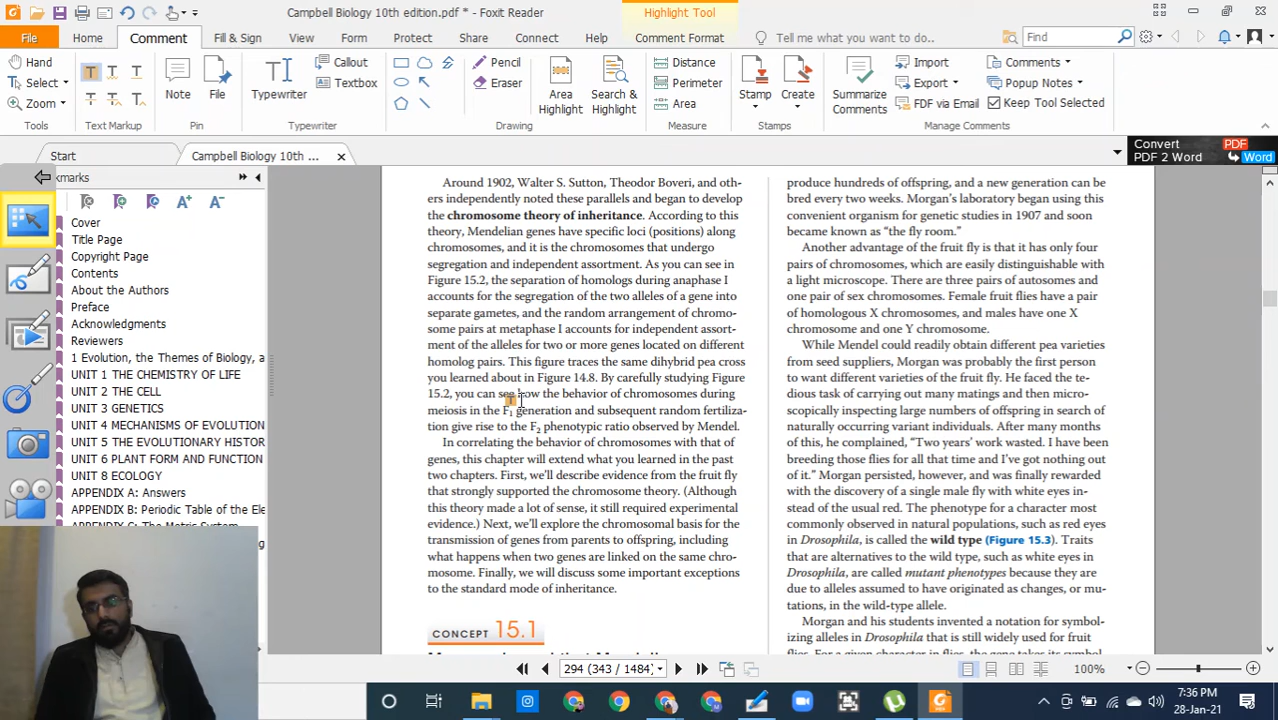 Campbell Biology 10th edition.pdf * - Foxit Reader
Highlight Tool
File
Home
Comment
Fill & Sign
View
Form
Protect
Share
Connect
Help
Comment Format
Tell me what you want to do..
Find
Hand
Select
Zoom
Tools
Text Markup
Note
File
Pin
Typewriter
Callout
Textbox
Typewriter
Pencil
Eraser
Drawing
Area
Highlight
Search &
Highlight
Distance
Perimeter
Area
Measure
Stamp
Create
Stamps
Summarize
Comments
Import
Export
FDF via Email
Comments
Popup Notes
Keep Tool Selected
Manage Comments
Start
Campbell Biology 10th ...
Convert PDF
PDF 2 Word Word
kmarks
Cover
Title Page
Copyright Page
Contents
About the Authors
Preface
Acknowledgments
Reviewers
1 Evolution, the Themes of Biology, a
UNIT 1 THE CHEMISTRY OF LIFE
UNIT 2 THE CELL
UNIT 3 GENETICS
UNIT 4 MECHANISMS OF EVOLUTION
UNIT 5 THE EVOLUTIONARY HISTORY
UNIT 6 PLANT FORM AND FUNCTION
UNIT 8 ECOLOGY
APPENDIX A: Answers
APPENDIX B: Periodic Table of the Ele
Around 1902, Walter S. Sutton, Theodor Boveri, and oth-
ers independently noted these parallels and began to develop
the chromosome theory of inheritance. According to this
theory, Mendelian genes have specific loci (positions) along
chromosomes, and it is the chromosomes that undergo
segregation and independent assortment. As you can see in
Figure 15.2, the separation of homologs during anaphase I
accounts for the segregation of the two alleles of a gene into
separate gametes, and the random arrangement of chromo-
some pairs at metaphase I accounts for independent assort-
ment of the alleles for two or more genes located on different
homolog pairs. This figure traces the same dihybrid pea cross
you learned about in Figure 14.8. By carefully studying Figure
15.2, you can see how the behavior of chromosomes during
meiosis in the F1 generation and subsequent random fertiliza-
tion give rise to the F2 phenotypic ratio observed by Mendel.
In correlating the behavior of chromosomes with that of
genes, this chapter will extend what you learned in the past
two chapters. First, we'll describe evidence from the fruit fly
that strongly supported the chromosome theory. (Although
this theory made a lot of sense, it still required experimental
evidence.) Next, we'll explore the chromosomal basis for the
transmission of genes from parents to offspring, including
what happens when two genes are linked on the same chro-
mosome. Finally, we will discuss some important exceptions
to the standard mode of inheritance.
CONCEPT 15.1
produce hundreds of offspring, and a new generation can be
bred every two weeks. Morgan's laboratory began using this
convenient organism for genetic studies in 1907 and soon
became known as "the fly room."
Another advantage of the fruit fly is that it has only four
pairs of chromosomes, which are easily distinguishable with
a light microscope. There are three pairs of autosomes and
one pair of sex chromosomes. Female fruit flies have a pair
of homologous X chromosomes, and males have one X
chromosome and one Y chromosome.
While Mendel could readily obtain different pea varieties
from seed suppliers, Morgan was probably the first person
to want different varieties of the fruit fly. He faced the te-
dious task of carrying out many matings and then micro-
scopically inspecting large numbers of offspring in search of
naturally occurring variant individuals. After many months
of this, he complained, "Two years' work wasted. I have been
breeding those flies for all that time and I've got nothing out
of it." Morgan persisted, however, and was finally rewarded
with the discovery of a single male fly with white eyes in-
stead of the usual red. The phenotype for a character most
commonly observed in natural populations, such as red eyes
in Drosophila, is called the wild type (Figure 15.3). Traits
that are alternatives to the wild type, such as white eyes in
Drosophila, are called mutant phenotypes because they are
due to alleles assumed to have originated as changes, or mu-
tations, in the wild-type allele.
Morgan and his students invented a notation for symbol-
izing alleles in Drosophila that is still widely used for fruit
294 (343 / 1484)
100%
7:36 PM
28-Jan-21